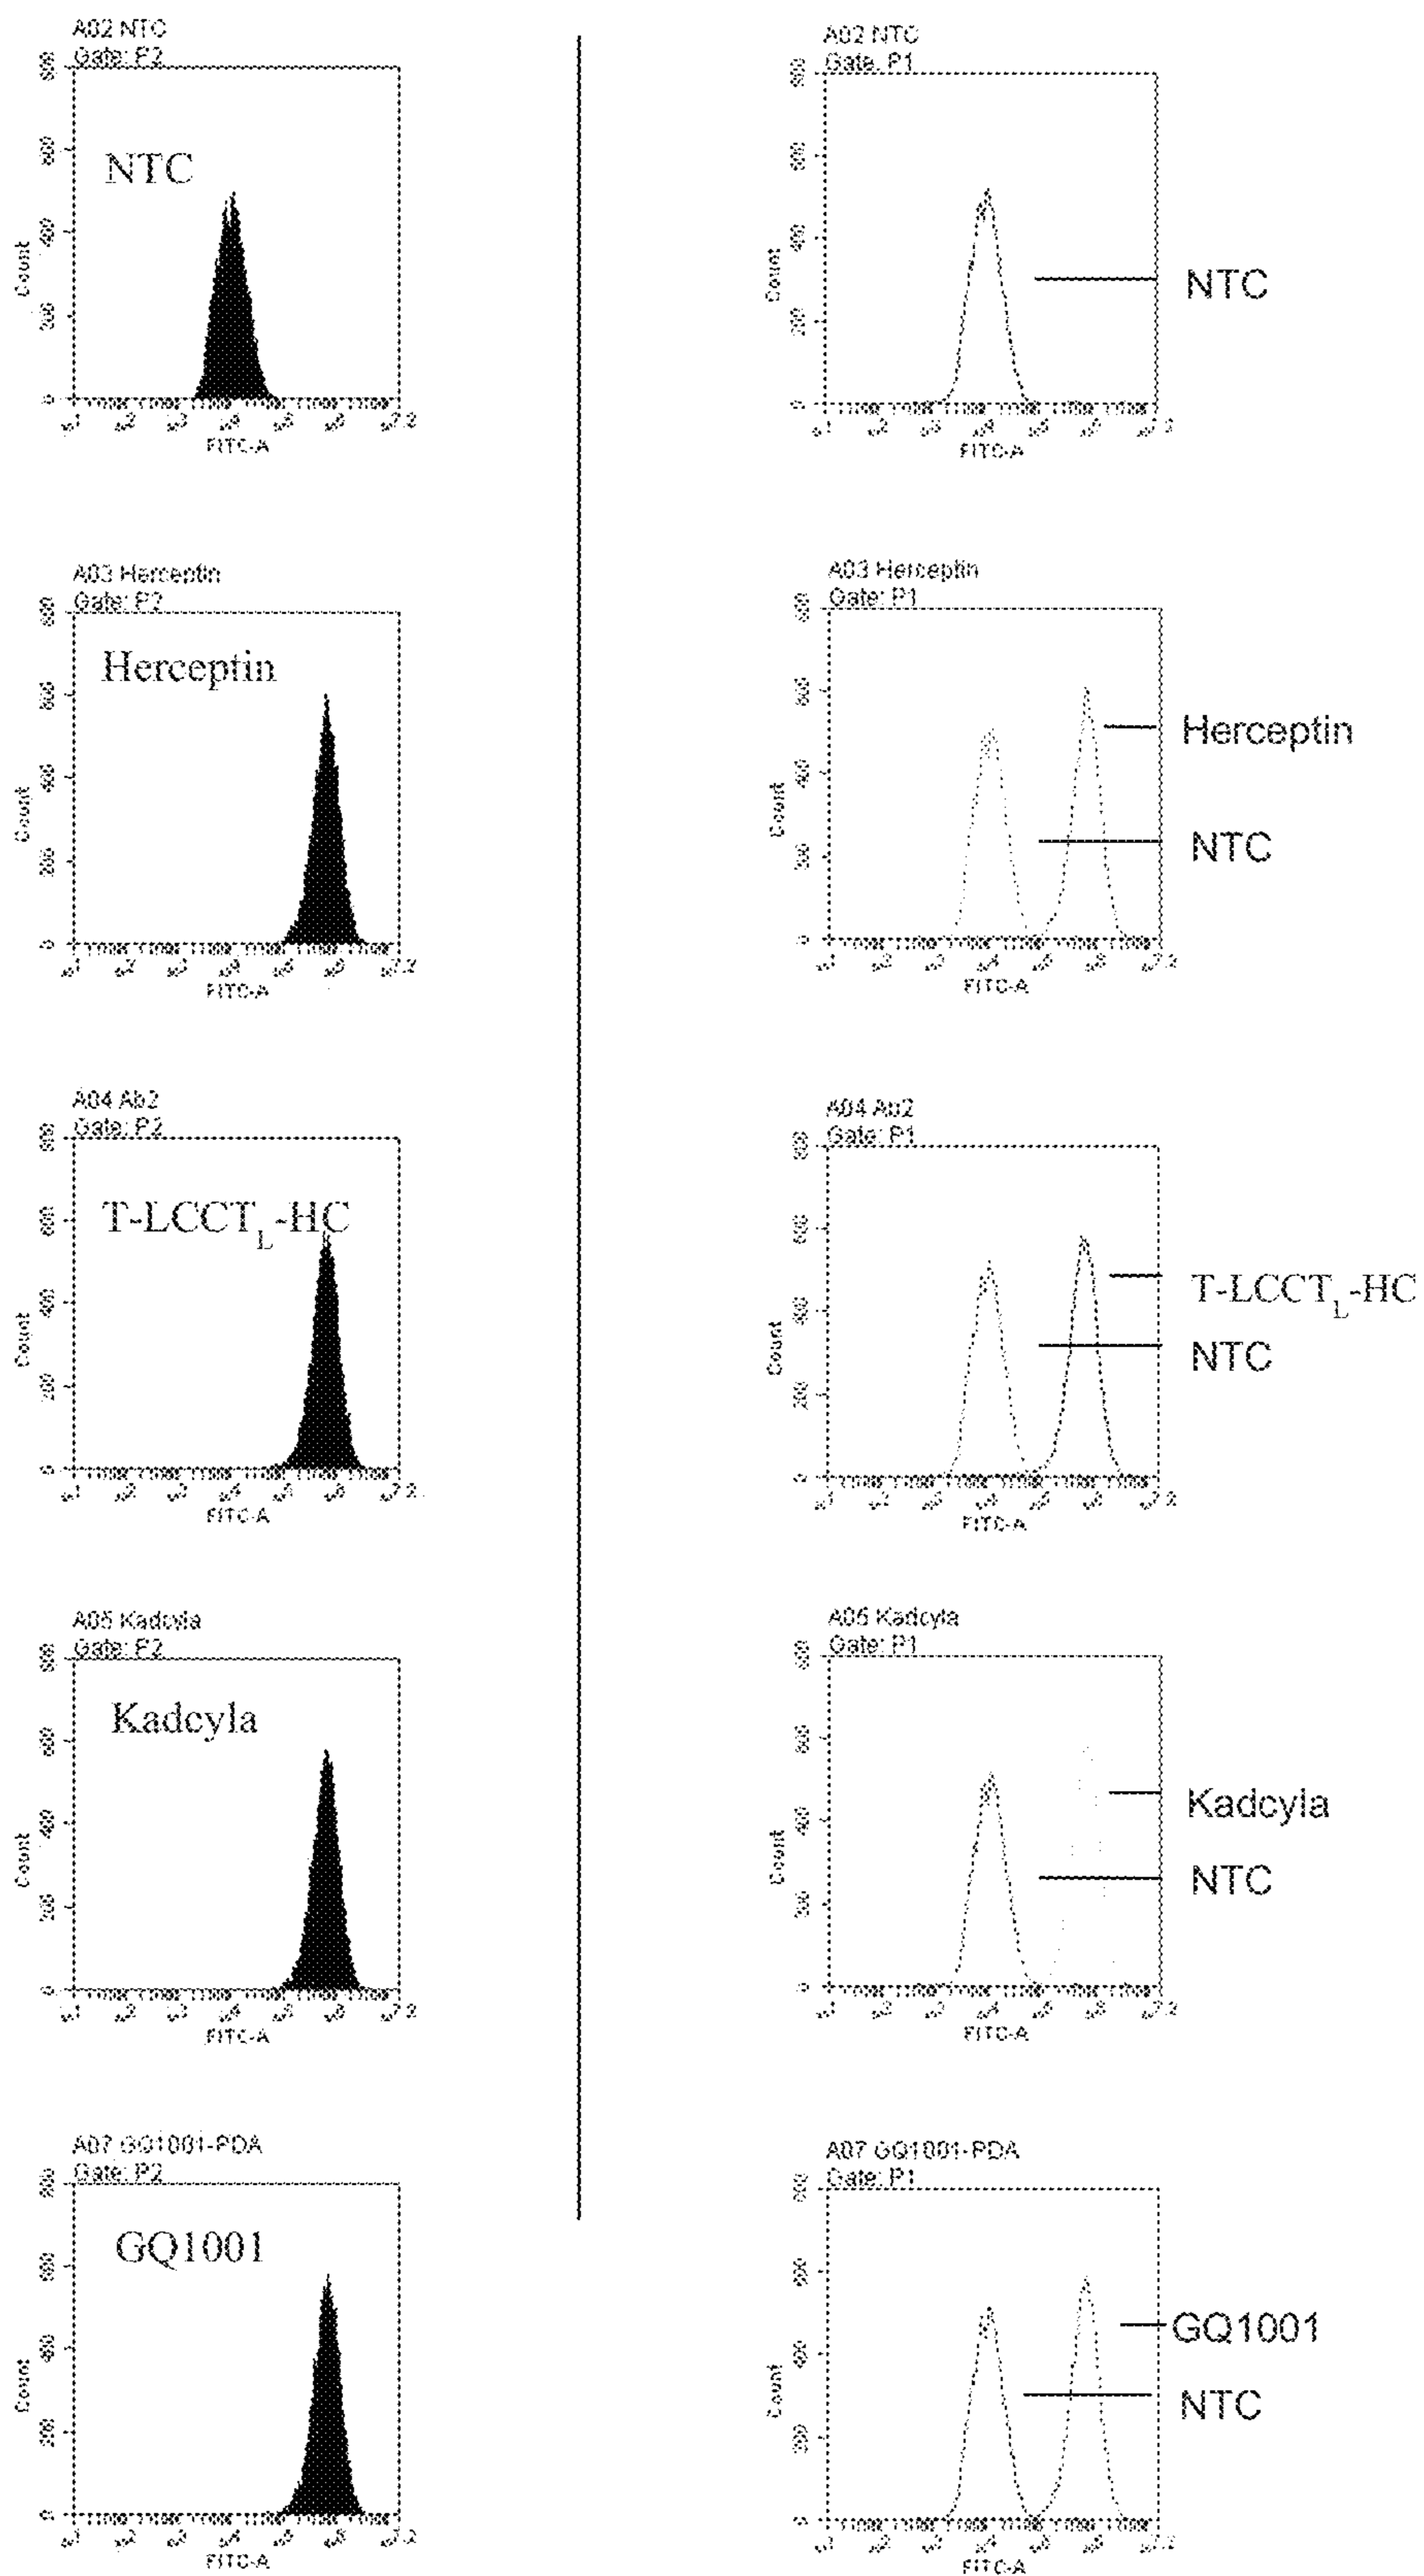 A02 NTC
Gate: P2
NTC
Count
FITC-A
A02 NTC
Gate: P1
NTC
Count
FITC-A
A03 Herceptin
Gate: P2
Herceptin
Count
FITC-A
A03 Herceptin
Gate: P1
Herceptin
NTC
Count
FITC-A
A04 Ab2
Gate: P2
T-LCCT_L-HC
Count
FITC-A
A04 Ab2
Gate: P1
T-LCCT_L-HC
NTC
Count
FITC-A
A05 Kadcyla
Gate: P2
Kadcyla
Count
FITC-A
A05 Kadcyla
Gate: P1
Kadcyla
NTC
Count
FITC-A
A07 GQ1001-PDA
Gate: P2
GQ1001
Count
FITC-A
A07 GQ1001-PDA
Gate: P1
GQ1001
NTC
Count
FITC-A